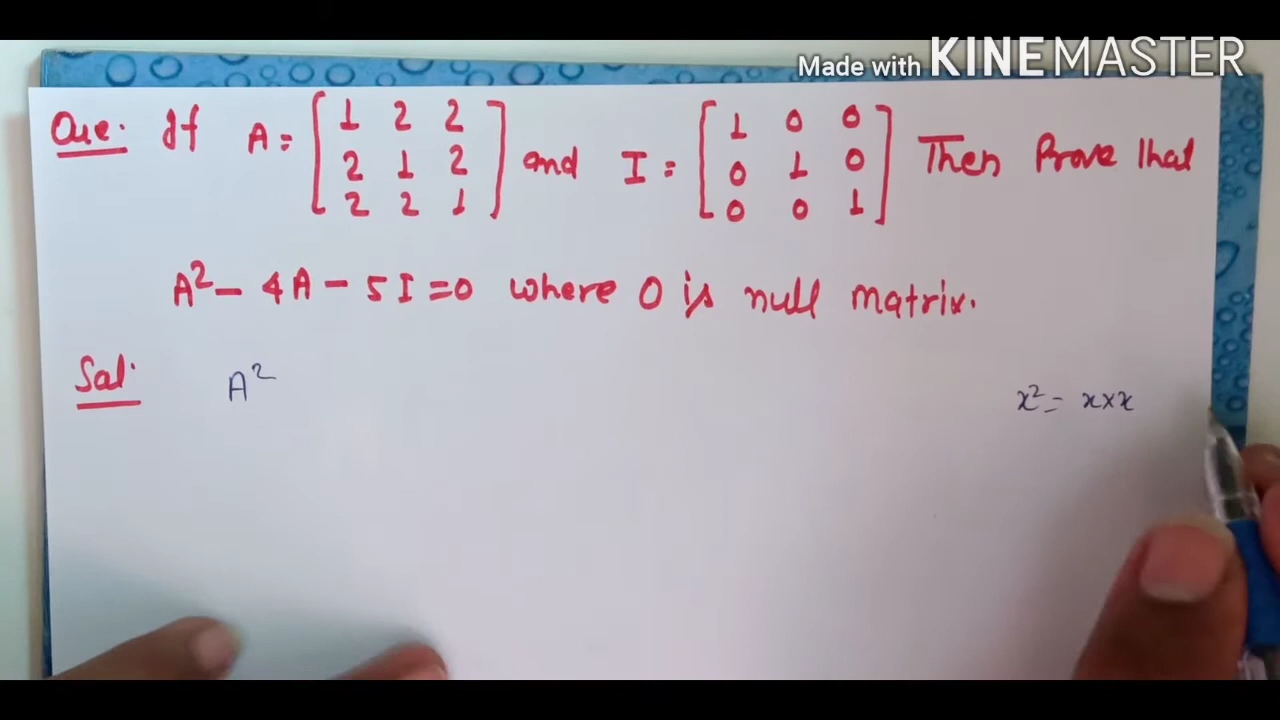 Made with KINEMASTER
Que. If A = [1 2 2 2 1 2 2 2 1] and I = [1 0 0 0 1 0 0 0 1] Then Prove that
A² - 4A - 5I = 0 where 0 is null matrix.
Sol.
A²
x² = x×x